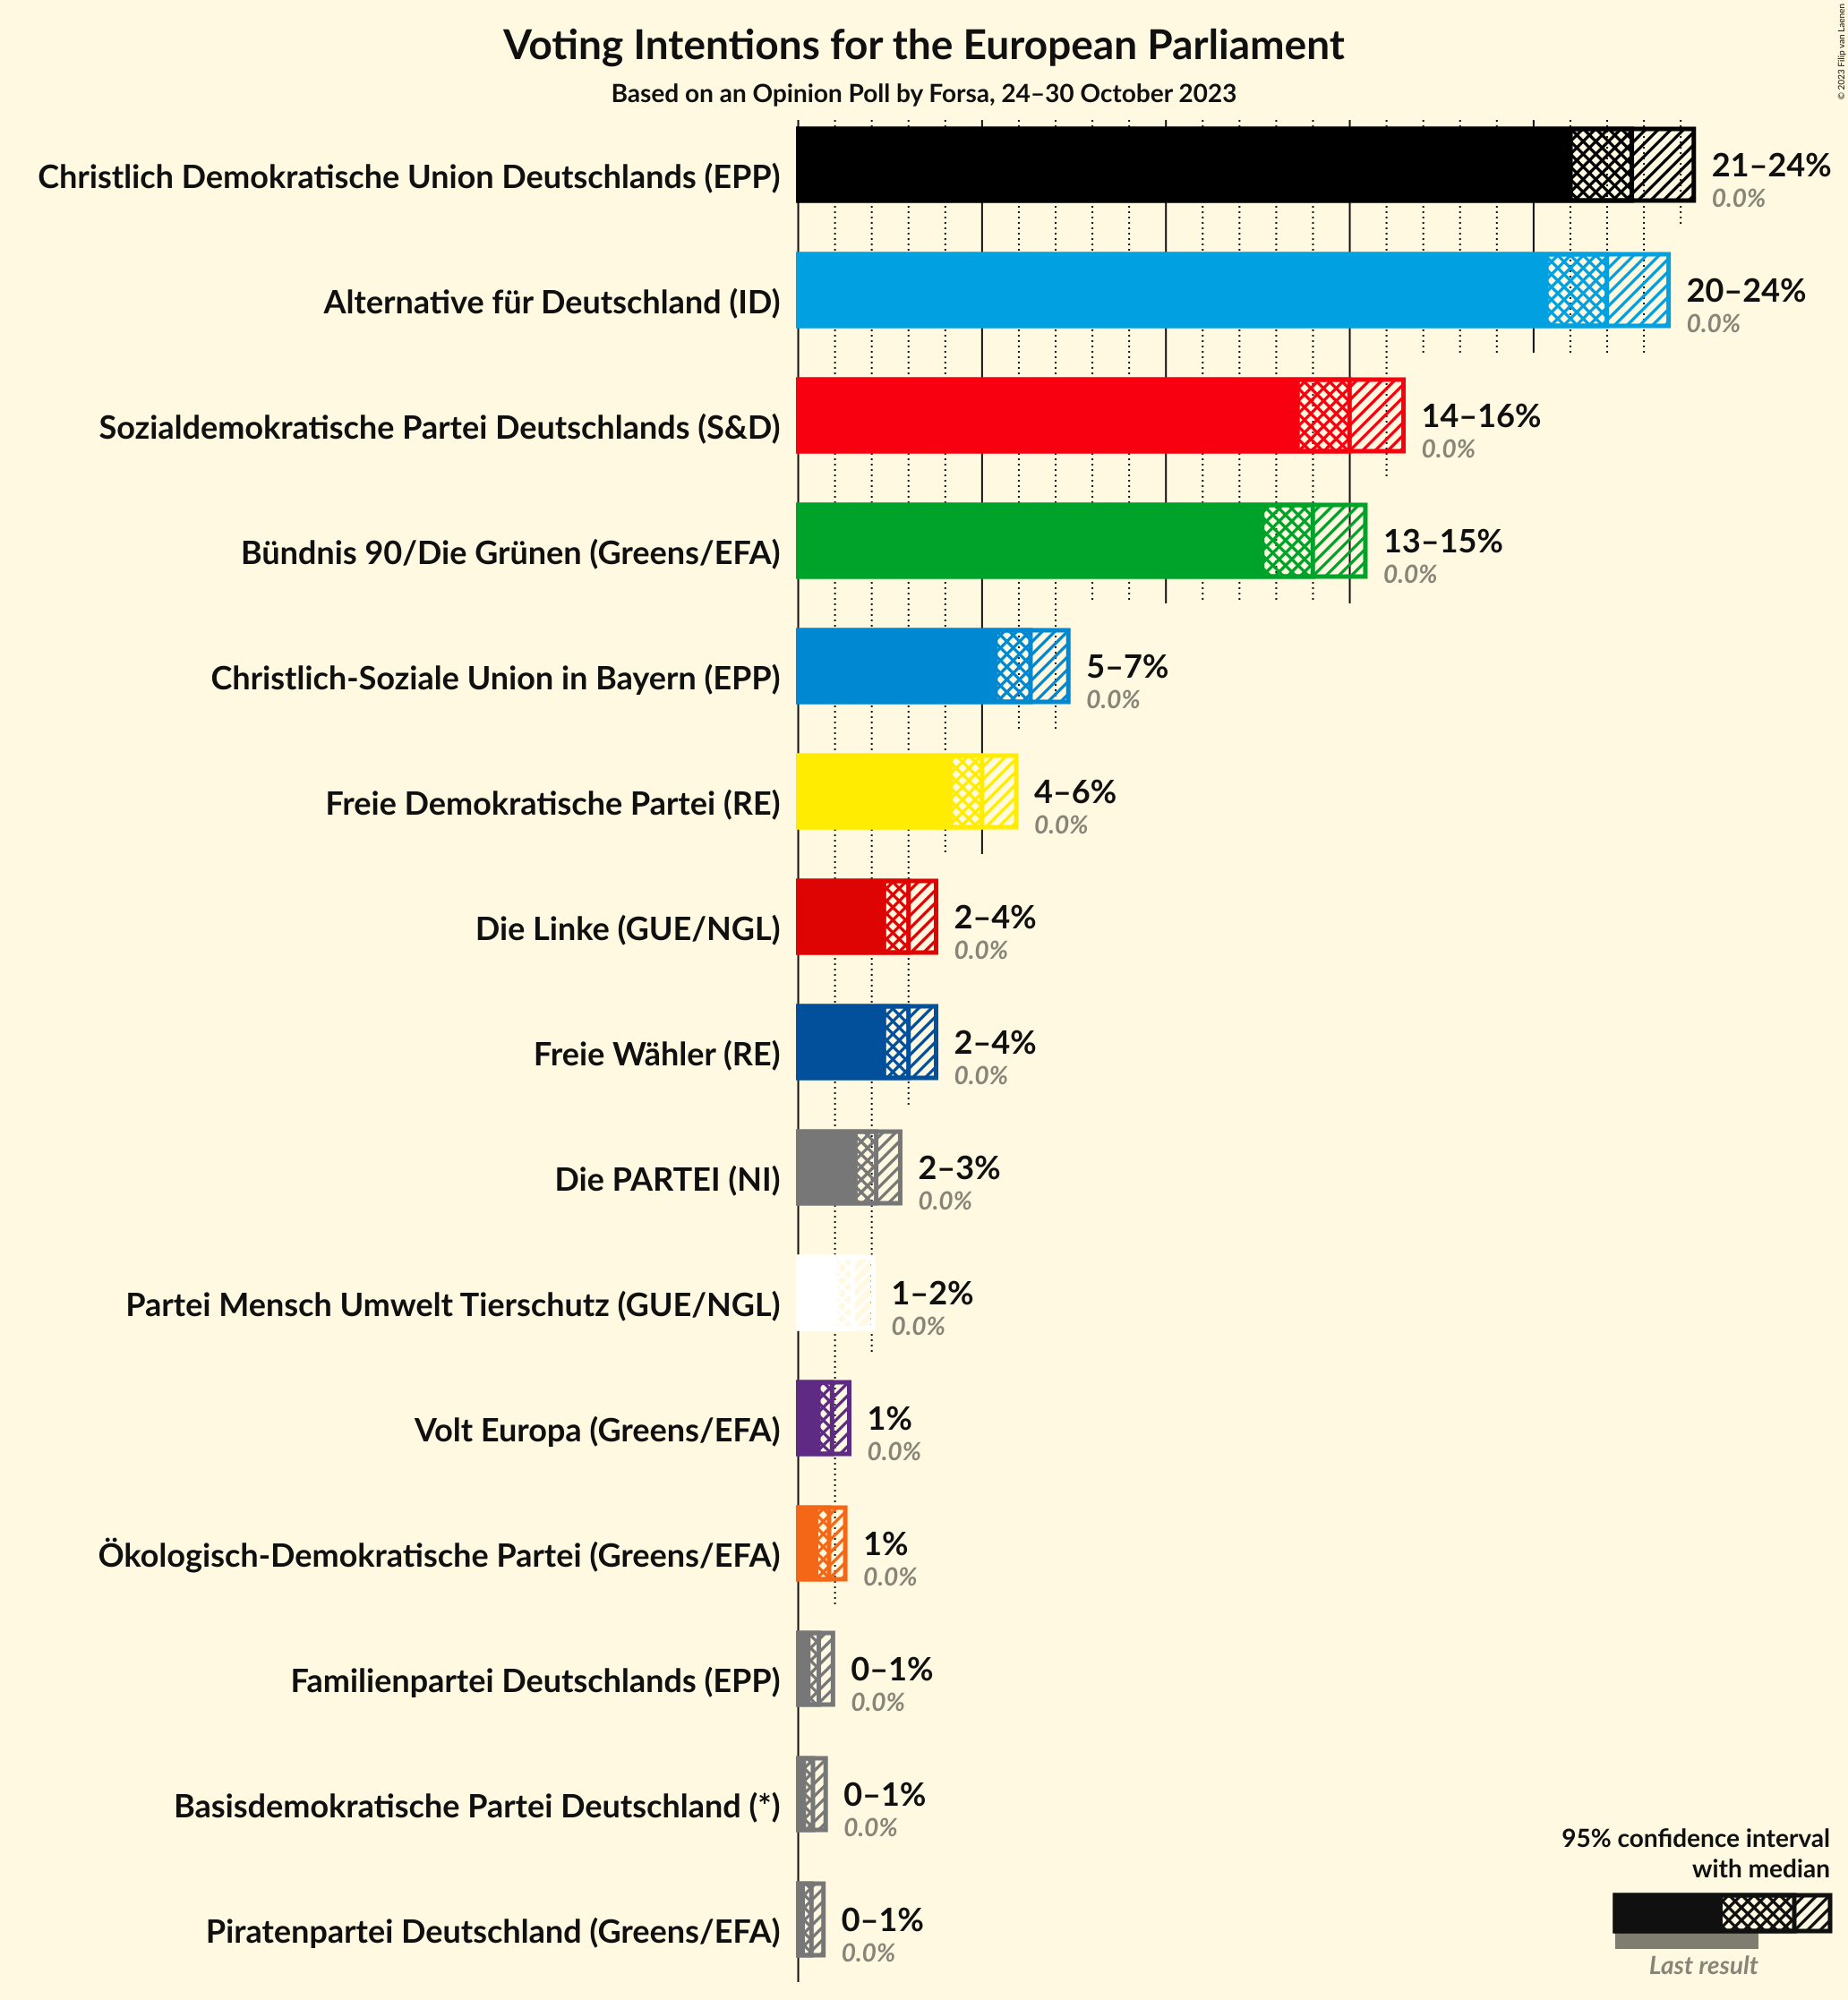 © 2023 Filip van Laenen
Voting Intentions for the European Parliament
Based on an Opinion Poll by Forsa, 24–30 October 2023
Christlich Demokratische Union Deutschlands (EPP)
21–24%
0.0%
Alternative für Deutschland (ID)
20–24%
0.0%
Sozialdemokratische Partei Deutschlands (S&D)
14–16%
0.0%
Bündnis 90/Die Grünen (Greens/EFA)
13–15%
0.0%
Christlich-Soziale Union in Bayern (EPP)
5–7%
0.0%
Freie Demokratische Partei (RE)
4–6%
0.0%
Die Linke (GUE/NGL)
2–4%
0.0%
Freie Wähler (RE)
2–4%
0.0%
Die PARTEI (NI)
2–3%
0.0%
Partei Mensch Umwelt Tierschutz (GUE/NGL)
1–2%
0.0%
Volt Europa (Greens/EFA)
1%
0.0%
Ökologisch-Demokratische Partei (Greens/EFA)
1%
0.0%
Familienpartei Deutschlands (EPP)
0–1%
0.0%
Basisdemokratische Partei Deutschland (*)
0–1%
0.0%
Piratenpartei Deutschland (Greens/EFA)
0–1%
0.0%
95% confidence interval
with median
Last result